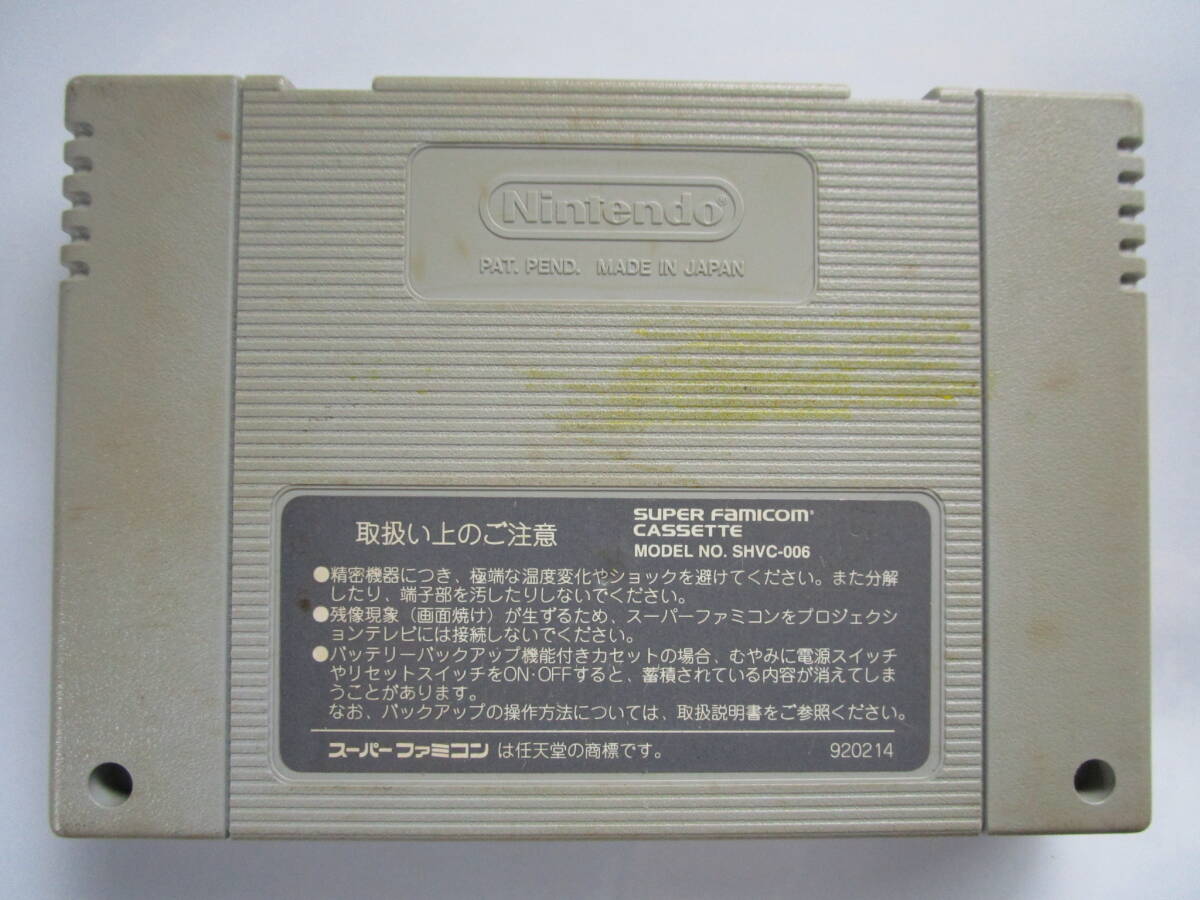 Nintendo®
PAT. PEND. MADE IN JAPAN
取扱い上のご注意
SUPER FAMICOM®
CASSETTE
MODEL NO. SHVC-006
●精密機器につき、極端な温度変化やショックを避けてください。また分解
したり、端子部を汚したりしないでください。
●残像現象（画面焼け）が生ずるため、スーパーファミコンをプロジェクシ
ョンテレビには接続しないでください。
●バッテリーバックアップ機能付きカセットの場合、むやみに電源スイッチ
やリセットスイッチをON・OFFすると、蓄積されている内容が消えてしま
うことがあります。
なお、バックアップの操作方法については、取扱説明書をご参照ください。
スーパーファミコン は任天堂の商標です。
920214